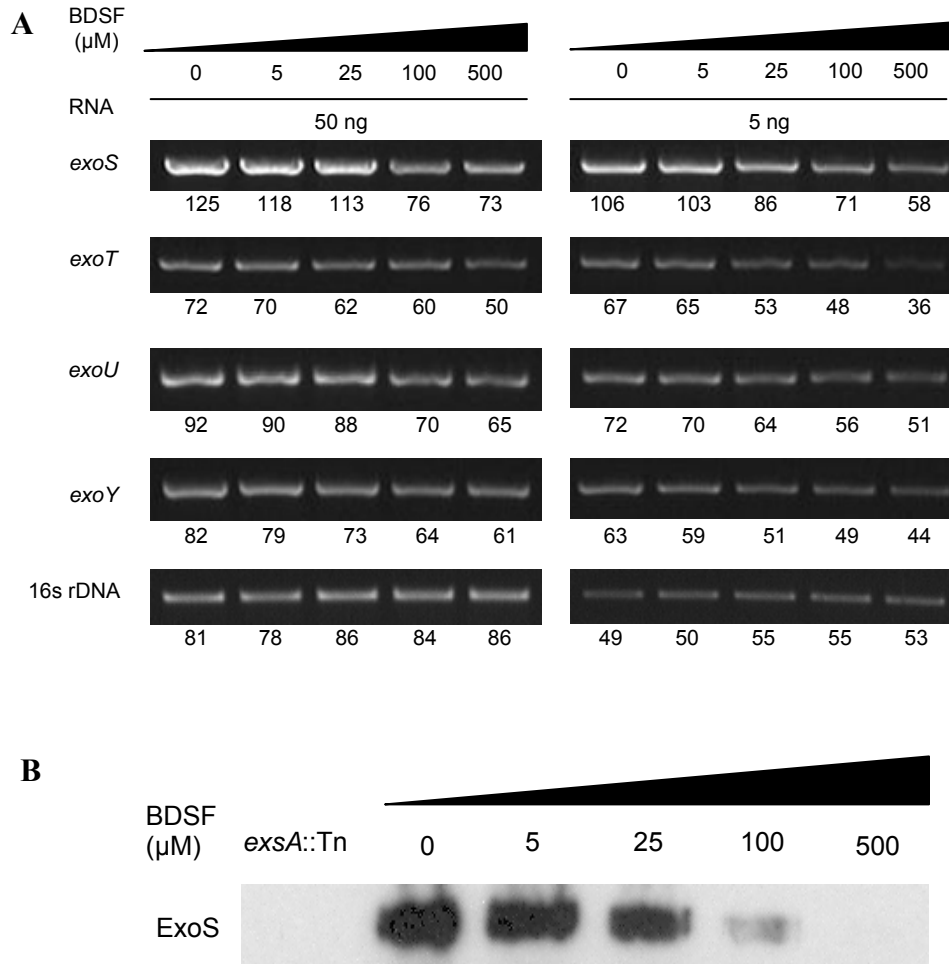 A
BDSF
(µM)
0 5 25 100 500 0 5 25 100 500
RNA
50 ng 5 ng
exoS
125 118 113 76 73 106 103 86 71 58
exoT
72 70 62 60 50 67 65 53 48 36
exoU
92 90 88 70 65 72 70 64 56 51
exoY
82 79 73 64 61 63 59 51 49 44
16s rDNA
81 78 86 84 86 49 50 55 55 53
B
BDSF
(µM) exsA::Tn 0 5 25 100 500
ExoS